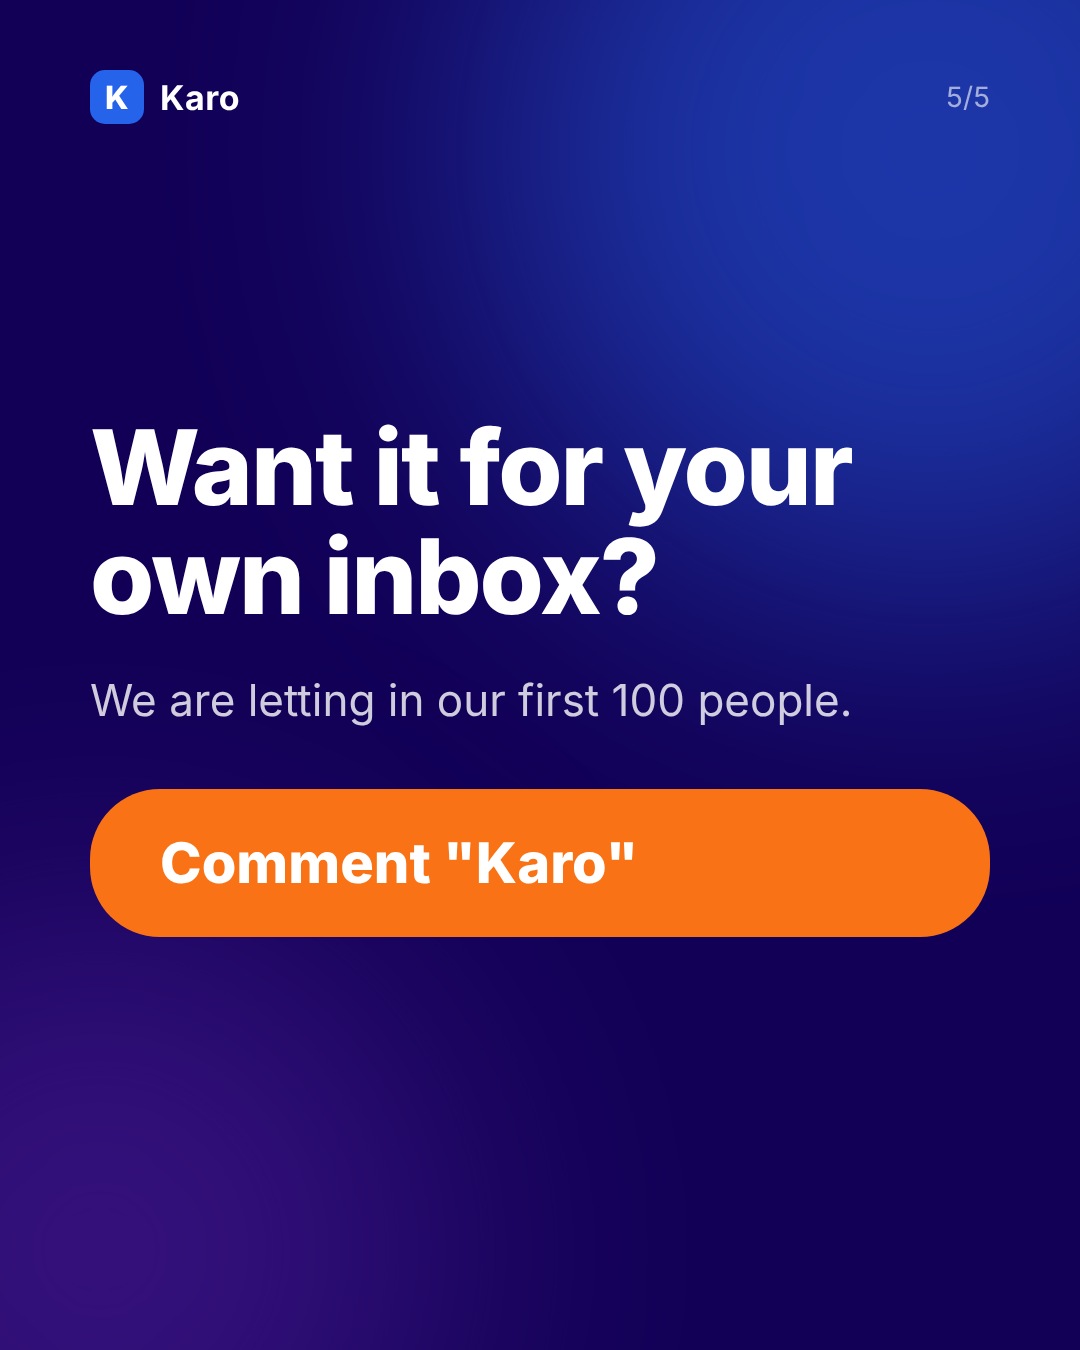 K Karo
5/5
Want it for your
own inbox?
We are letting in our first 100 people.
Comment "Karo"